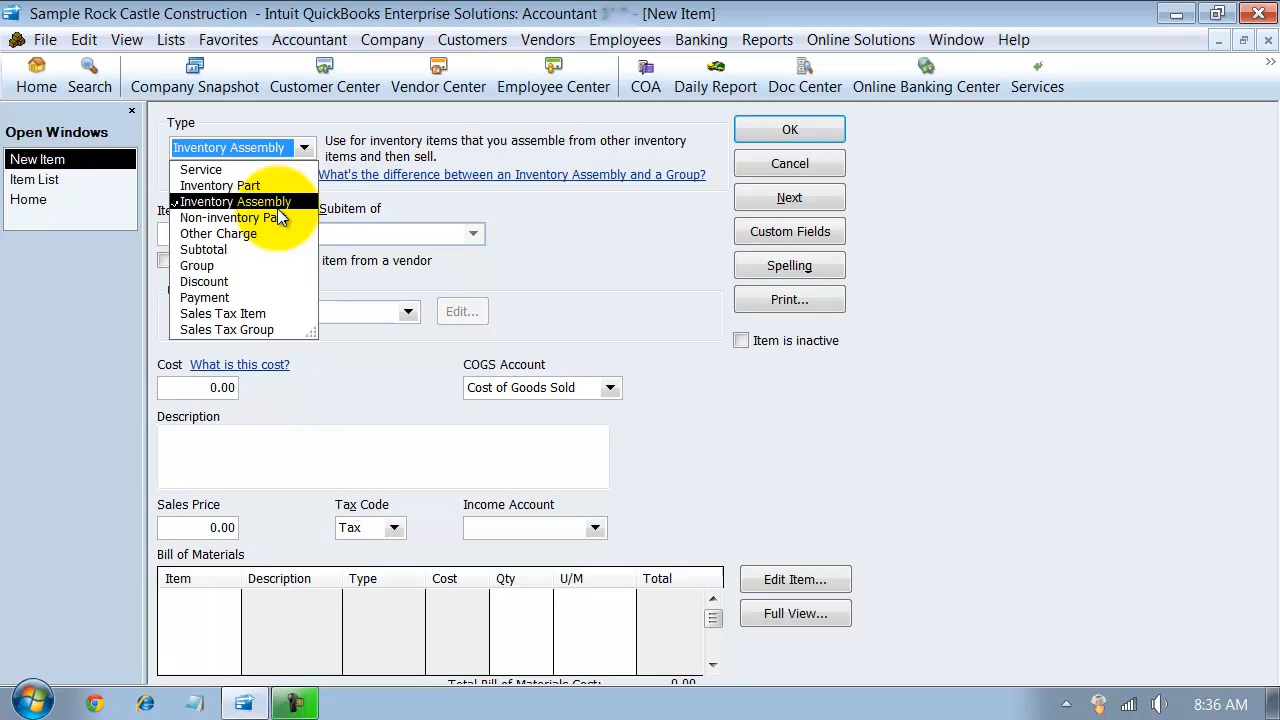 Sample Rock Castle Construction - Intuit QuickBooks Enterprise Solutions: Accountant - [New Item]
File Edit View Lists Favorites Accountant Company Customers Vendors Employees Banking Reports Online Solutions Window Help
Home Search Company Snapshot Customer Center Vendor Center Employee Center COA Daily Report Doc Center Online Banking Center Services
Open Windows
New Item
Item List
Home
Type
Inventory Assembly
Use for inventory items that you assemble from other inventory
items and then sell.
What's the difference between an Inventory Assembly and a Group?
Service
Inventory Part
Inventory Assembly
Non-inventory Pa
Other Charge
Subtotal
Group
Discount
Payment
Sales Tax Item
Sales Tax Group
Subitem of
item from a vendor
Edit...
OK
Cancel
Next
Custom Fields
Spelling
Print...
Item is inactive
Cost What is this cost? COGS Account
0.00 Cost of Goods Sold
Description
Sales Price Tax Code Income Account
0.00 Tax
Bill of Materials
Item Description Type Cost Qty U/M Total
Edit Item...
Full View...
Total Bill of Materials Cost: 0.00
8:36 AM